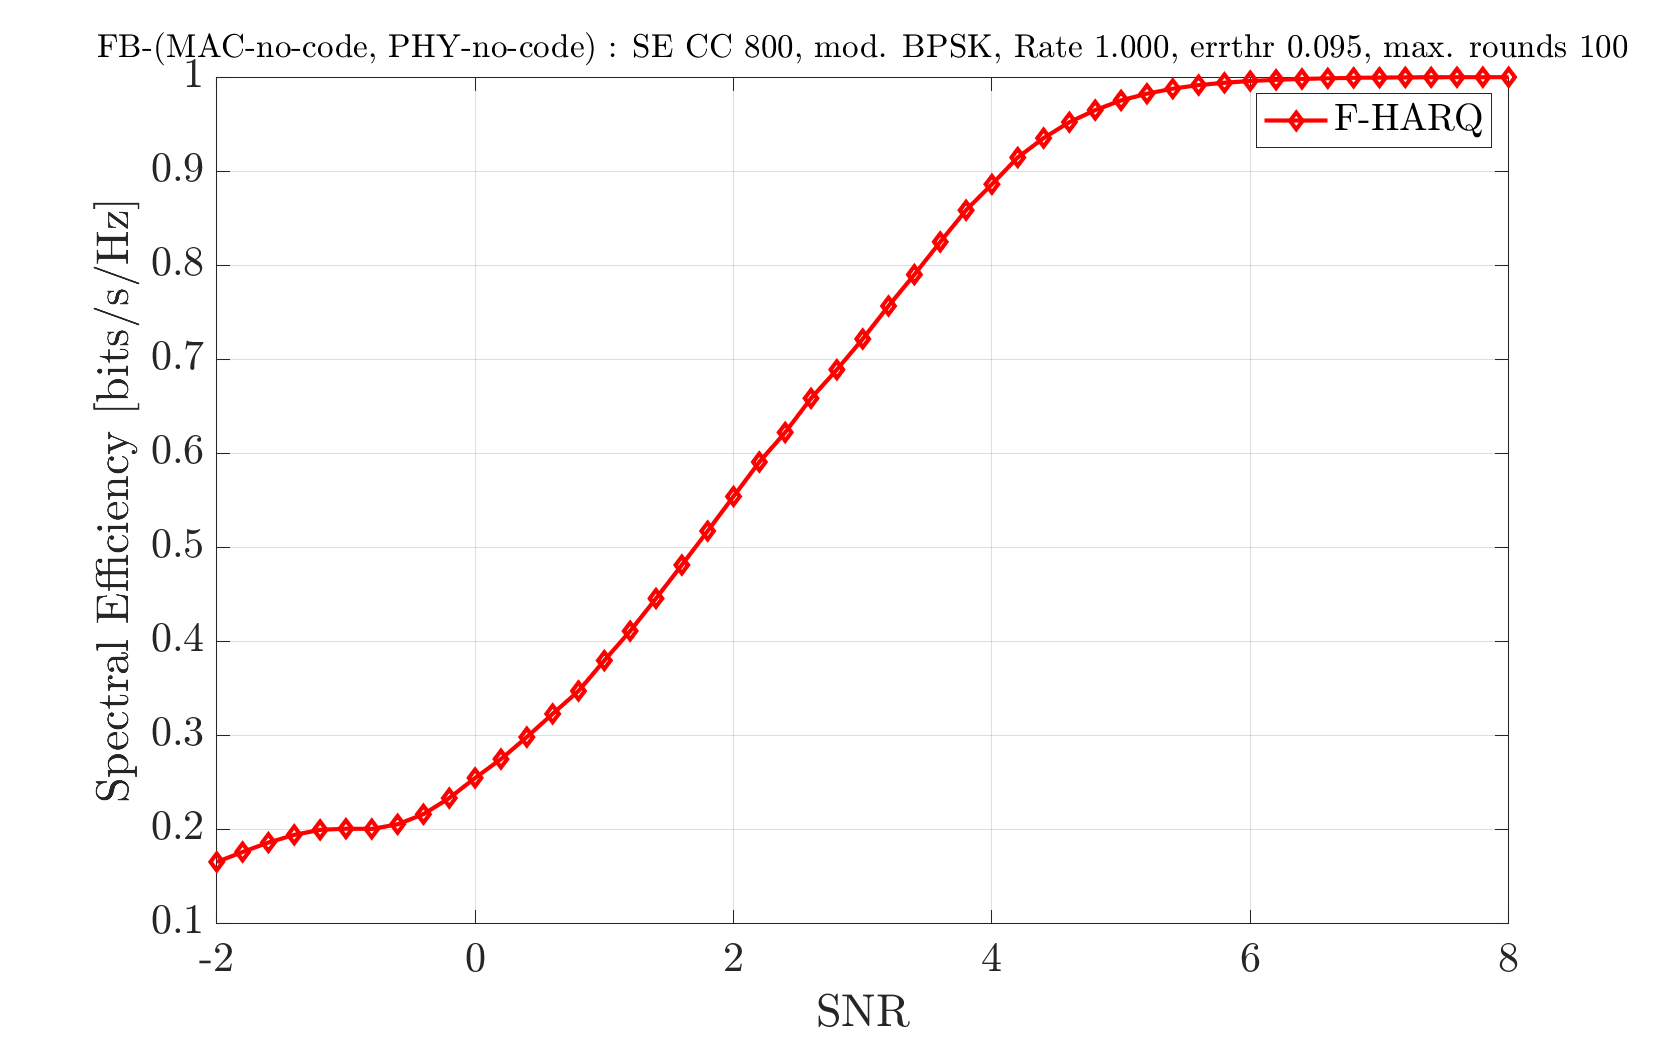 FB-(MAC-no-code, PHY-no-code) : SE CC 800, mod. BPSK, Rate 1.000, errthr 0.095, max. rounds 100
F-HARQ
Spectral Efficiency [bits/s/Hz]
1
0.9
0.8
0.7
0.6
0.5
0.4
0.3
0.2
0.1
-2 0 2 4 6 8
SNR